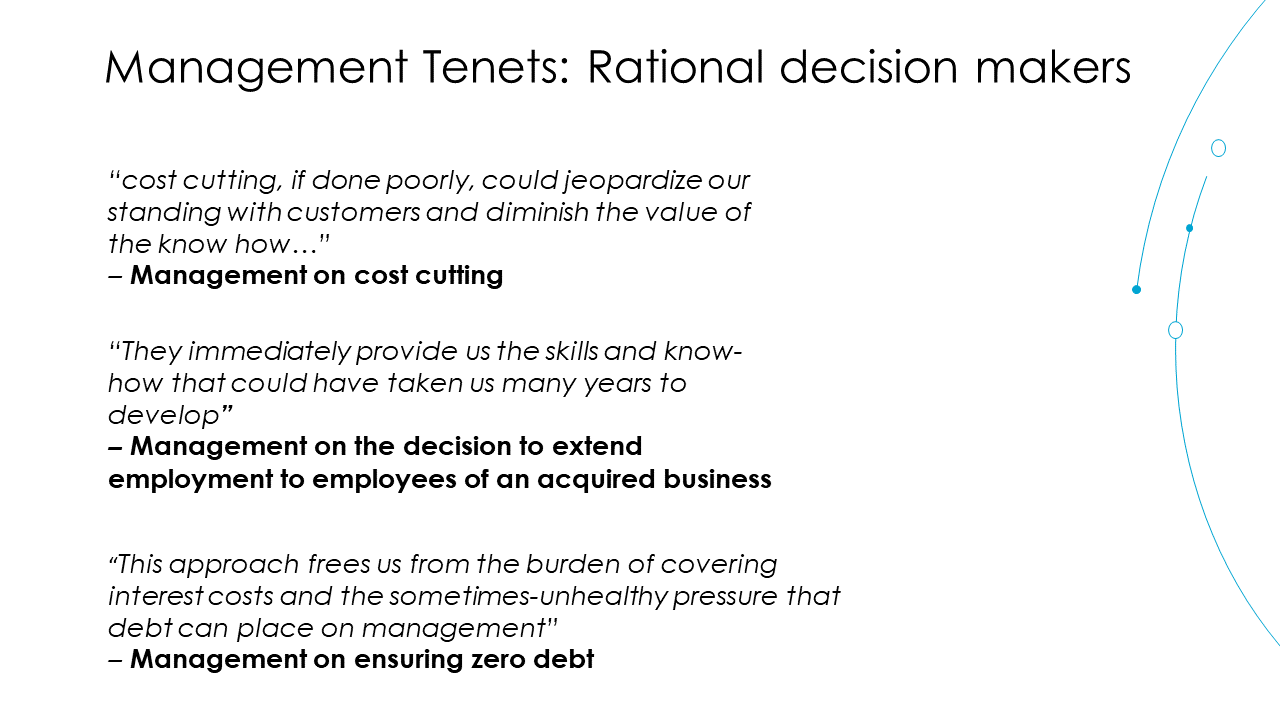 Management Tenets: Rational decision makers
“cost cutting, if done poorly, could jeopardize our
standing with customers and diminish the value of
the know how…”
– Management on cost cutting
“They immediately provide us the skills and know-
how that could have taken us many years to
develop”
– Management on the decision to extend
employment to employees of an acquired business
“This approach frees us from the burden of covering
interest costs and the sometimes-unhealthy pressure that
debt can place on management”
– Management on ensuring zero debt